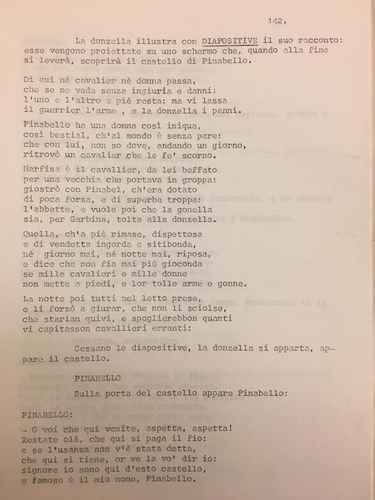 142.
La donzella illustra con DIAPOSITIVE il suo racconto:
esse vengono proiettate su uno schermo che, quando alla fine
si leverà, scoprirà il castello di Pinabello.
Di cui né cavalier né donna passa,
che se ne vada senza ingiuria e danni:
l'uno e l'altro a piè resta: ma vi lassa
il guerrier l'arme , e la donzella i panni.
Pinabello ha una donna così iniqua,
così bestial, ch'al mondo è senza pare:
che con lui, non so dove, andando un giorno,
ritrovò un cavalier che le fe' scorno.
Marfisa è il cavallier, da lei beffato
per una vecchia che portava in groppa:
giostrò con Pinabel, ch'era dotato
di poca forza, e di superba troppa:
l'abbatte, e vuole poi che la gonella
sia, per Garbina, tolta alla donzella.
Quella, ch'a piè rimase, dispettosa
e di vendetta ingorda e sitibonda,
né giorno mai, né notte mai, riposa,
e dice che non fia mai più gioconda
se mille cavalieri e mille donne
non mette a piedi, e lor tolle arme e gonne.
La notte poi tutti nel letto prese,
e li forzò a giurar, che non li sciolse,
che starian quivi, e spoglierebbon quanti
vi capitasson cavallieri erranti:
Cessano le diapositive, la donzella si apparta, ap-
pare il castello.
PINABELLO
Sulla porta del castello appare Pinabello:
PINABELLO:
- O voi che qui venite, aspetta, aspetta!
Restate olà, che qui si paga il fio:
e se l'usanza non v'è stata detta,
che qui si tiene, or ve la vo' dir io:
signore io sono qui d'esto castello,
e famoso è il mio nome, Pinabello.